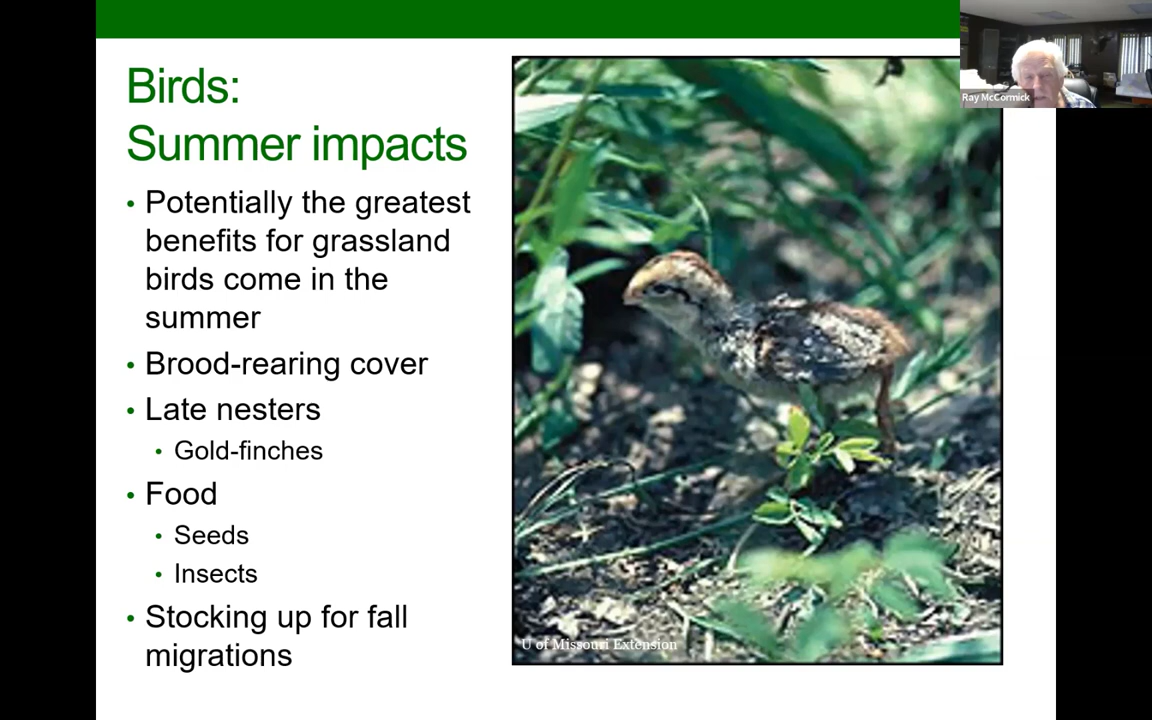 Birds:
Summer impacts
• Potentially the greatest
benefits for grassland
birds come in the
summer
• Brood-rearing cover
• Late nesters
• Gold-finches
• Food
• Seeds
• Insects
• Stocking up for fall
migrations
U of Missouri Extension
Ray McCormick